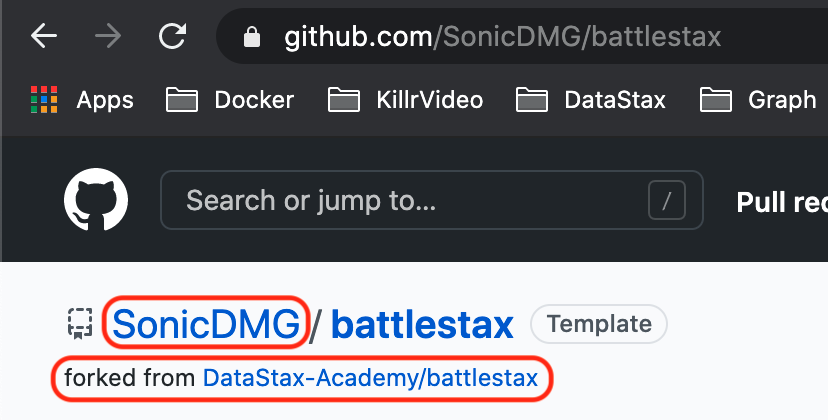 github.com/SonicDMG/battlestax
Apps Docker KillrVideo DataStax Graph
Search or jump to... / Pull
SonicDMG / battlestax Template
forked from DataStax-Academy/battlestax